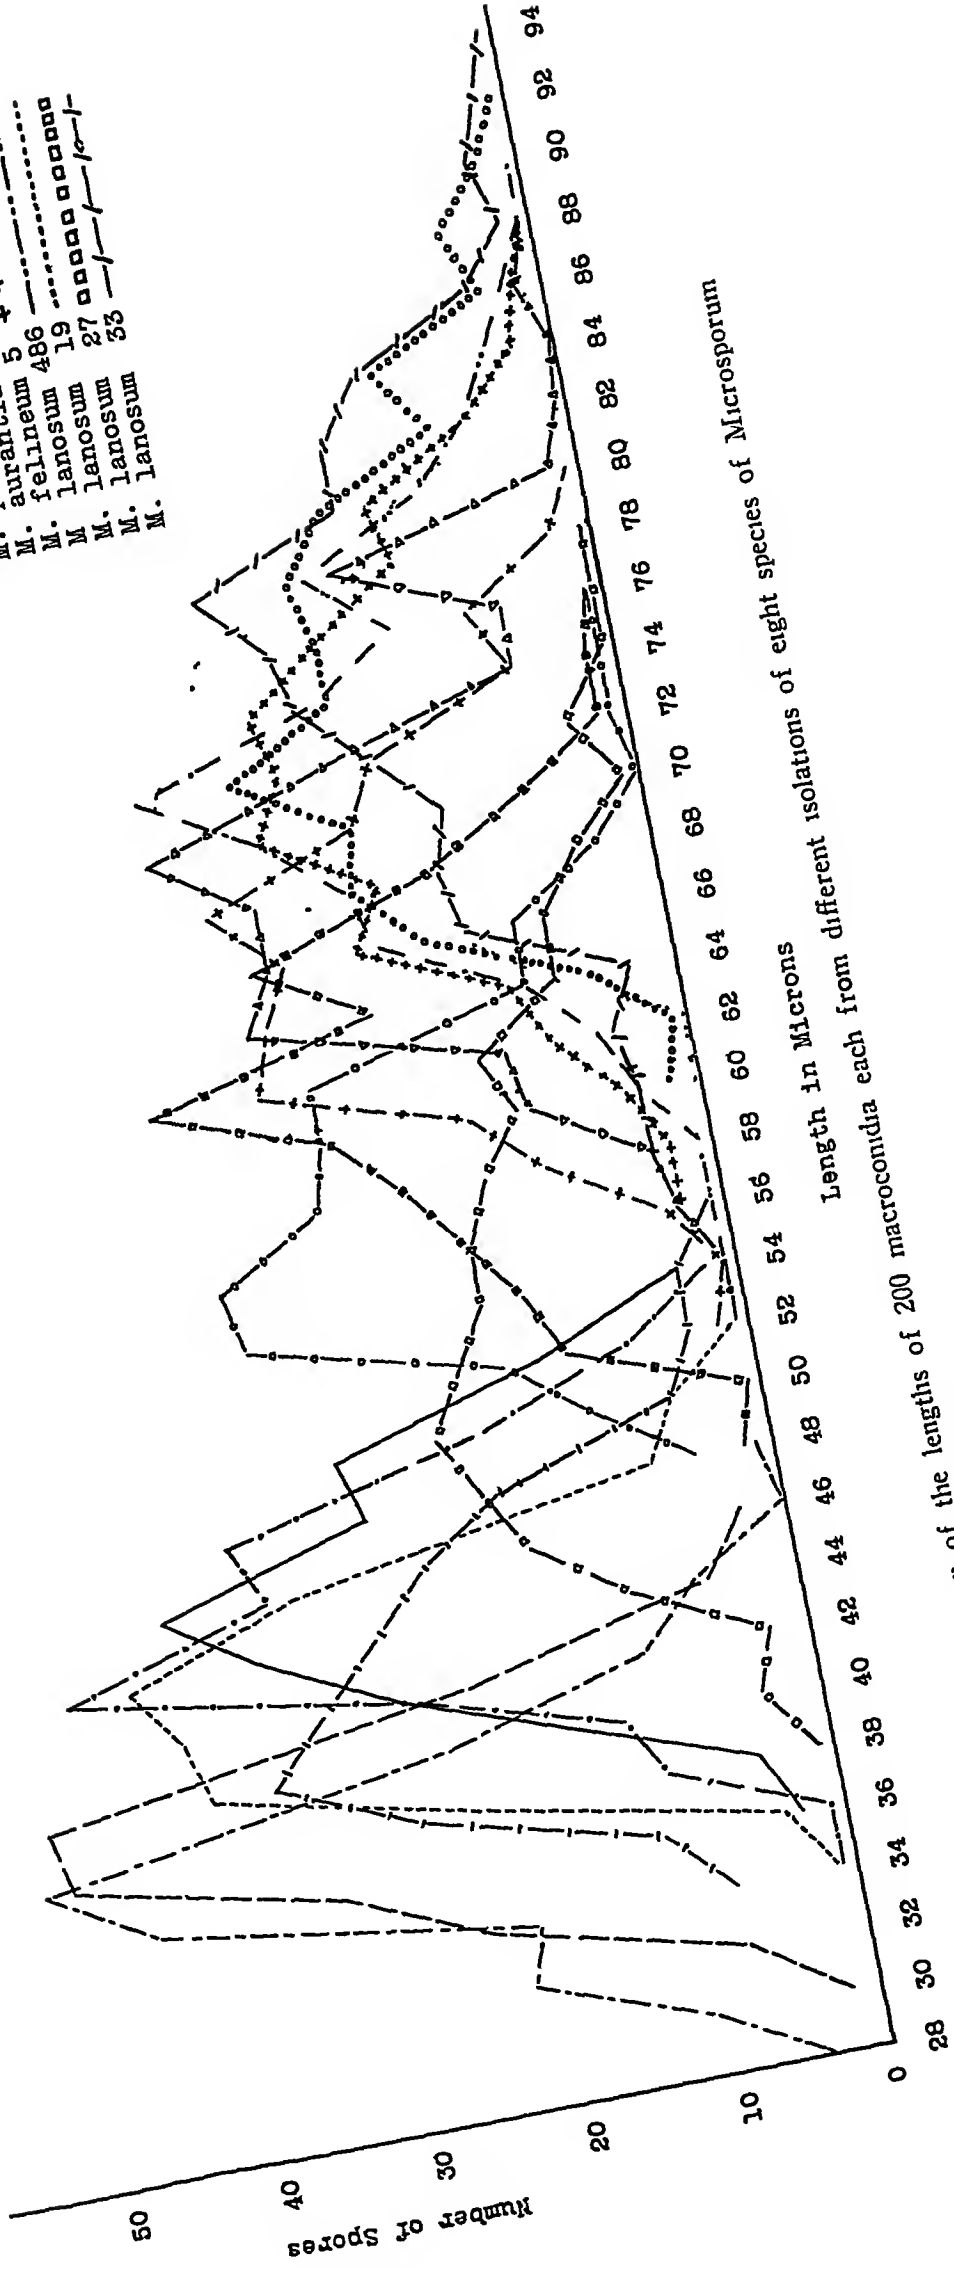 M. aurantia 5
M. felineum 486
M. lanosum 19
M lanosum 27
M. lanosum 33
M. lanosum
M. lanosum
50
40
30
20
10
0
Number of Spores
28 30 32 34 36 38 40 42 44 46 48 50 52 54 56 58 60 62 64 66 68 70 72 74 76 78 80 82 84 86 88 90 92 94
Length in Microns
of the lengths of 200 macroconidia each from different isolations of eight species of Microsporum